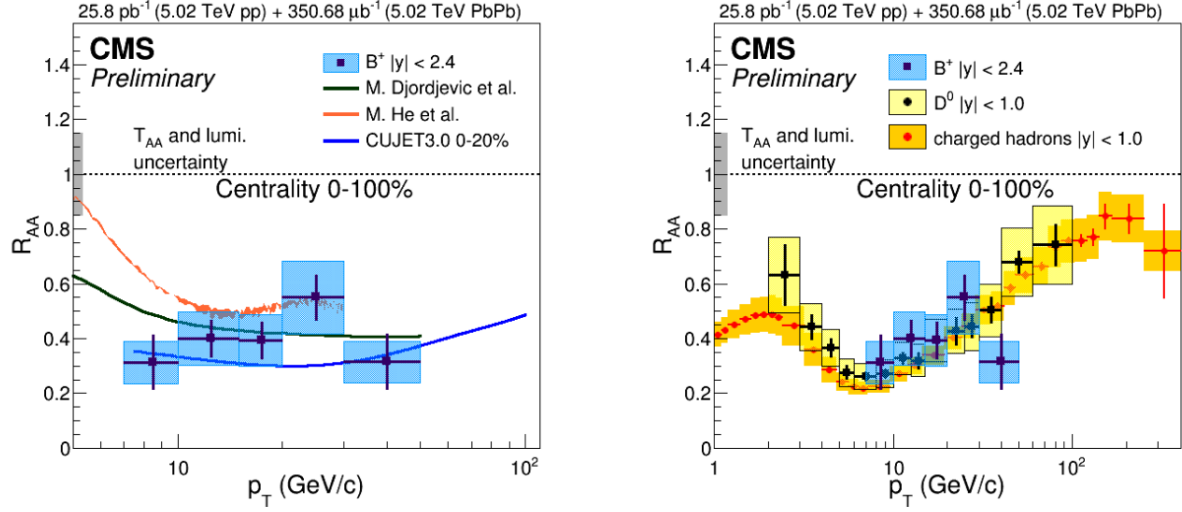 25.8 pb⁻¹ (5.02 TeV pp) + 350.68 μb⁻¹ (5.02 TeV PbPb)
CMS
Preliminary
B⁺ |y| < 2.4
M. Djordjevic et al.
M. He et al.
CUJET3.0 0-20%
T_AA and lumi.
uncertainty
Centrality 0-100%
R_AA
1.4
1.2
1
0.8
0.6
0.4
0.2
0
10
10²
p_T (GeV/c)
25.8 pb⁻¹ (5.02 TeV pp) + 350.68 μb⁻¹ (5.02 TeV PbPb)
CMS
Preliminary
B⁺ |y| < 2.4
D⁰ |y| < 1.0
charged hadrons |y| < 1.0
T_AA and lumi.
uncertainty
Centrality 0-100%
R_AA
1.4
1.2
1
0.8
0.6
0.4
0.2
0
1
10
10²
p_T (GeV/c)